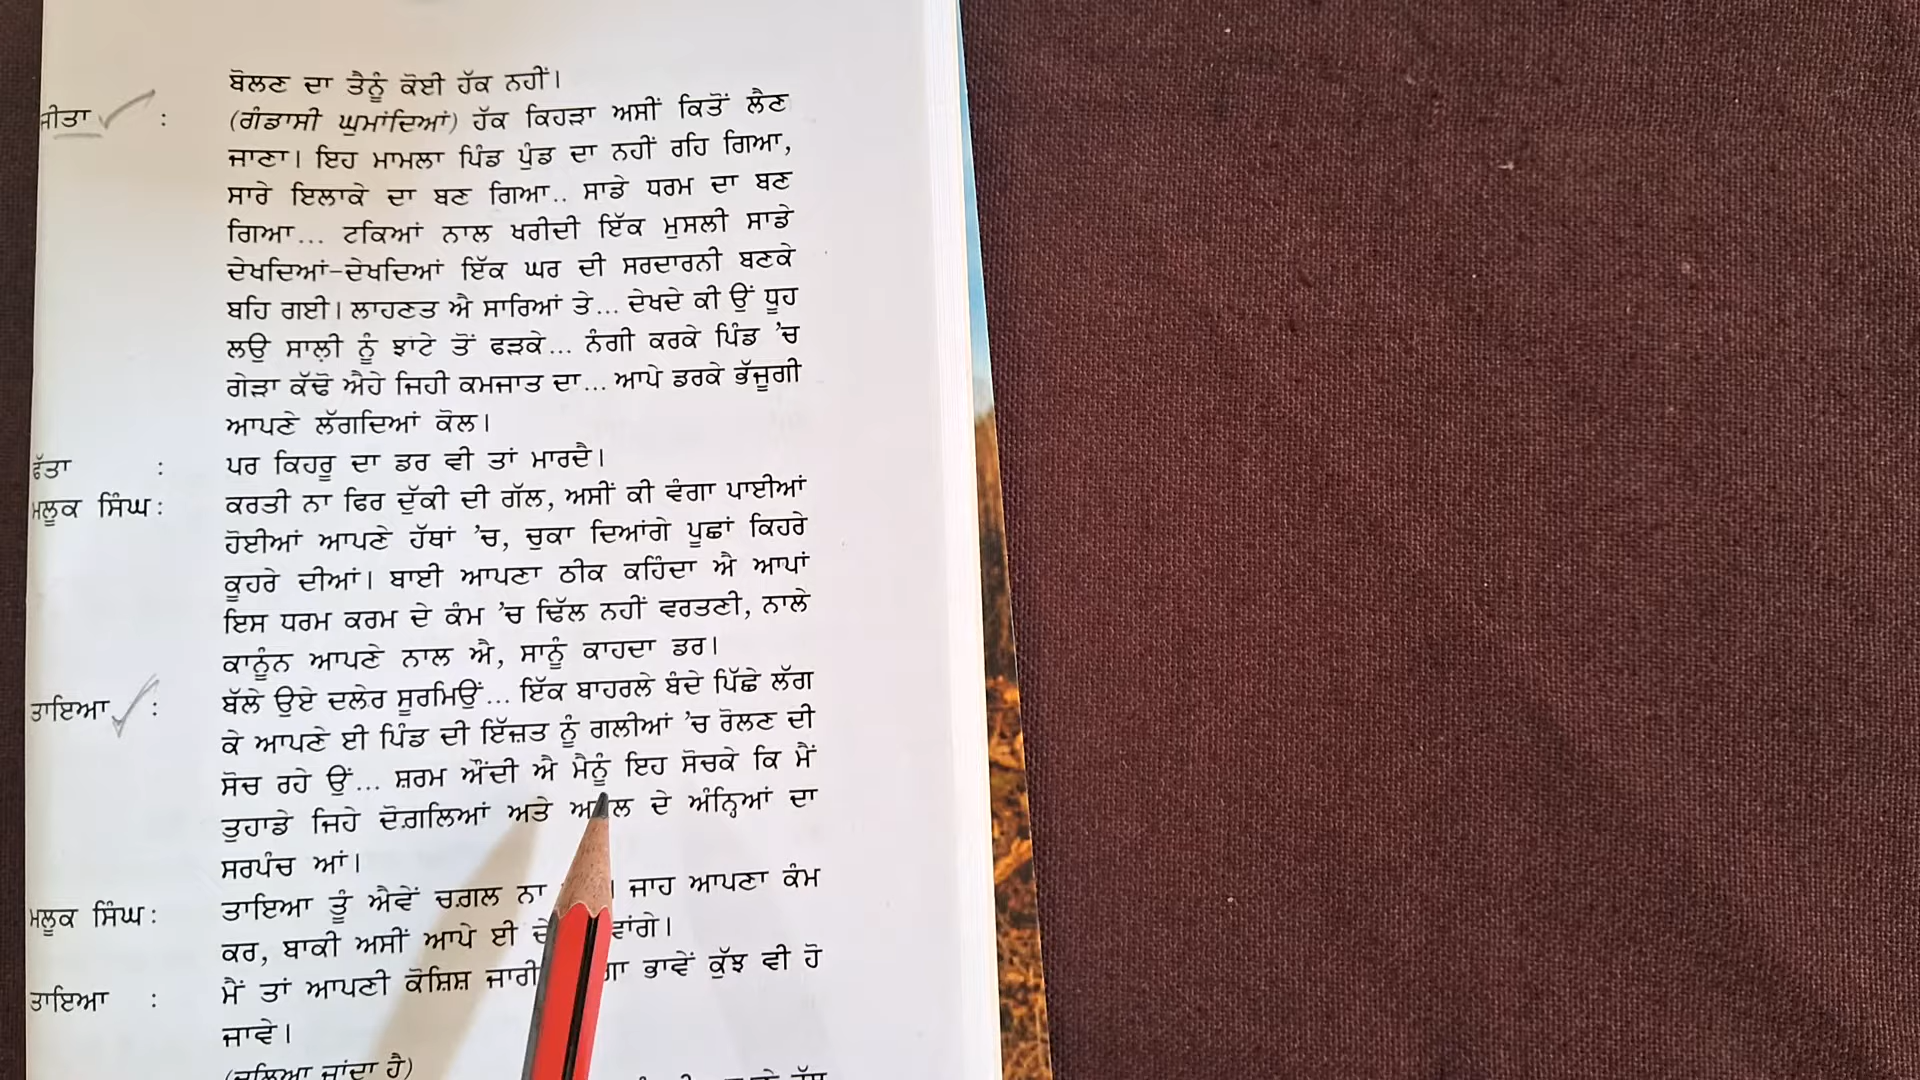 ਬੋਲਣ ਦਾ ਤੈਨੂੰ ਕੋਈ ਹੱਕ ਨਹੀਂ।
ਜੀਤਾ : (ਗੰਡਾਸੀ ਘੁਮਾਂਦਿਆਂ) ਹੱਕ ਕਿਹੜਾ ਅਸੀਂ ਕਿਤੋਂ ਲੈਣ
ਜਾਣਾ। ਇਹ ਮਾਮਲਾ ਪਿੰਡ ਪੁੰਡ ਦਾ ਨਹੀਂ ਰਹਿ ਗਿਆ,
ਸਾਰੇ ਇਲਾਕੇ ਦਾ ਬਣ ਗਿਆ.. ਸਾਡੇ ਧਰਮ ਦਾ ਬਣ
ਗਿਆ... ਟਕਿਆਂ ਨਾਲ ਖਰੀਦੀ ਇੱਕ ਮੁਸਲੀ ਸਾਡੇ
ਦੇਖਦਿਆਂ-ਦੇਖਦਿਆਂ ਇੱਕ ਘਰ ਦੀ ਸਰਦਾਰਨੀ ਬਣਕੇ
ਬਹਿ ਗਈ। ਲਾਹਣਤ ਐ ਸਾਰਿਆਂ ਤੇ... ਦੇਖਦੇ ਕੀ ਉਂ ਧੂਹ
ਲਉ ਸਾਲ਼ੀ ਨੂੰ ਝਾਂਟੇ ਤੋਂ ਫੜਕੇ... ਨੰਗੀ ਕਰਕੇ ਪਿੰਡ ’ਚ
ਗੇੜਾ ਕੱਢੋ ਐਹੇ ਜਿਹੀ ਕਮਜਾਤ ਦਾ... ਆਪੇ ਡਰਕੇ ਭੱਜੂਗੀ
ਆਪਣੇ ਲੱਗਦਿਆਂ ਕੋਲ।
ਫੱਤਾ : ਪਰ ਕਿਹਰੂ ਦਾ ਡਰ ਵੀ ਤਾਂ ਮਾਰਦੈ।
ਮਲੂਕ ਸਿੰਘ : ਕਰਤੀ ਨਾ ਫਿਰ ਦੁੱਕੀ ਦੀ ਗੱਲ, ਅਸੀਂ ਕੀ ਵੰਗਾ ਪਾਈਆਂ
ਹੋਈਆਂ ਆਪਣੇ ਹੱਥਾਂ ’ਚ, ਚੁਕਾ ਦਿਆਂਗੇ ਪੂਛਾਂ ਕਿਹਰੇ
ਕੂਹਰੇ ਦੀਆਂ। ਬਾਈ ਆਪਣਾ ਠੀਕ ਕਹਿੰਦਾ ਐ ਆਪਾਂ
ਇਸ ਧਰਮ ਕਰਮ ਦੇ ਕੰਮ ’ਚ ਢਿੱਲ ਨਹੀਂ ਵਰਤਣੀ, ਨਾਲੇ
ਕਾਨੂੰਨ ਆਪਣੇ ਨਾਲ ਐ, ਸਾਨੂੰ ਕਾਹਦਾ ਡਰ।
ਤਾਇਆ : ਬੱਲੇ ਉਏ ਦਲੇਰ ਸੂਰਮਿਉਂ... ਇੱਕ ਬਾਹਰਲੇ ਬੰਦੇ ਪਿੱਛੇ ਲੱਗ
ਕੇ ਆਪਣੇ ਈ ਪਿੰਡ ਦੀ ਇੱਜ਼ਤ ਨੂੰ ਗਲੀਆਂ ’ਚ ਰੋਲਣ ਦੀ
ਸੋਚ ਰਹੇ ਉਂ... ਸ਼ਰਮ ਔਂਦੀ ਐ ਮੈਨੂੰ ਇਹ ਸੋਚਕੇ ਕਿ ਮੈਂ
ਤੁਹਾਡੇ ਜਿਹੇ ਦੋਗ਼ਲਿਆਂ ਅਤੇ ਦੇ ਅੰਨ੍ਹਿਆਂ ਦਾ
ਸਰਪੰਚ ਆਂ।
ਮਲੂਕ ਸਿੰਘ : ਤਾਇਆ ਤੂੰ ਐਵੇਂ ਚਗ਼ਲ ਨਾ । ਜਾਹ ਆਪਣਾ ਕੰਮ
ਕਰ, ਬਾਕੀ ਅਸੀਂ ਆਪੇ ਈ
ਤਾਇਆ : ਮੈਂ ਤਾਂ ਆਪਣੀ ਕੋਸ਼ਿਸ਼ ਜਾਰੀ ਭਾਵੇਂ ਕੁੱਝ ਵੀ ਹੋ
ਜਾਵੇ।
ਜਾਂਦਾ ਹੈ)